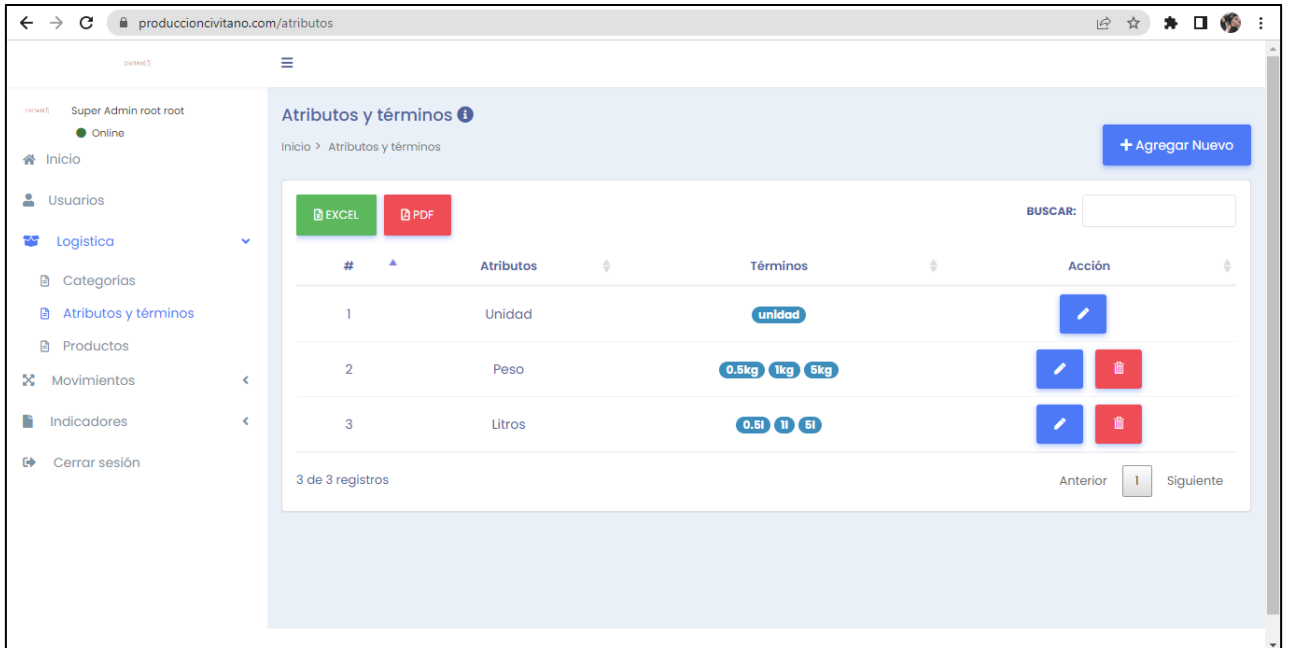 produccioncivitano.com/atributos
Super Admin root root
Online
Inicio
Usuarios
Logistica
Categorías
Atributos y términos
Productos
Movimientos
Indicadores
Cerrar sesión
Atributos y términos
Inicio > Atributos y términos
+ Agregar Nuevo
EXCEL PDF BUSCAR:
# Atributos Términos Acción
1 Unidad unidad
2 Peso 0.5kg 1kg 5kg
3 Litros 0.5l 1l 5l
3 de 3 registros Anterior 1 Siguiente